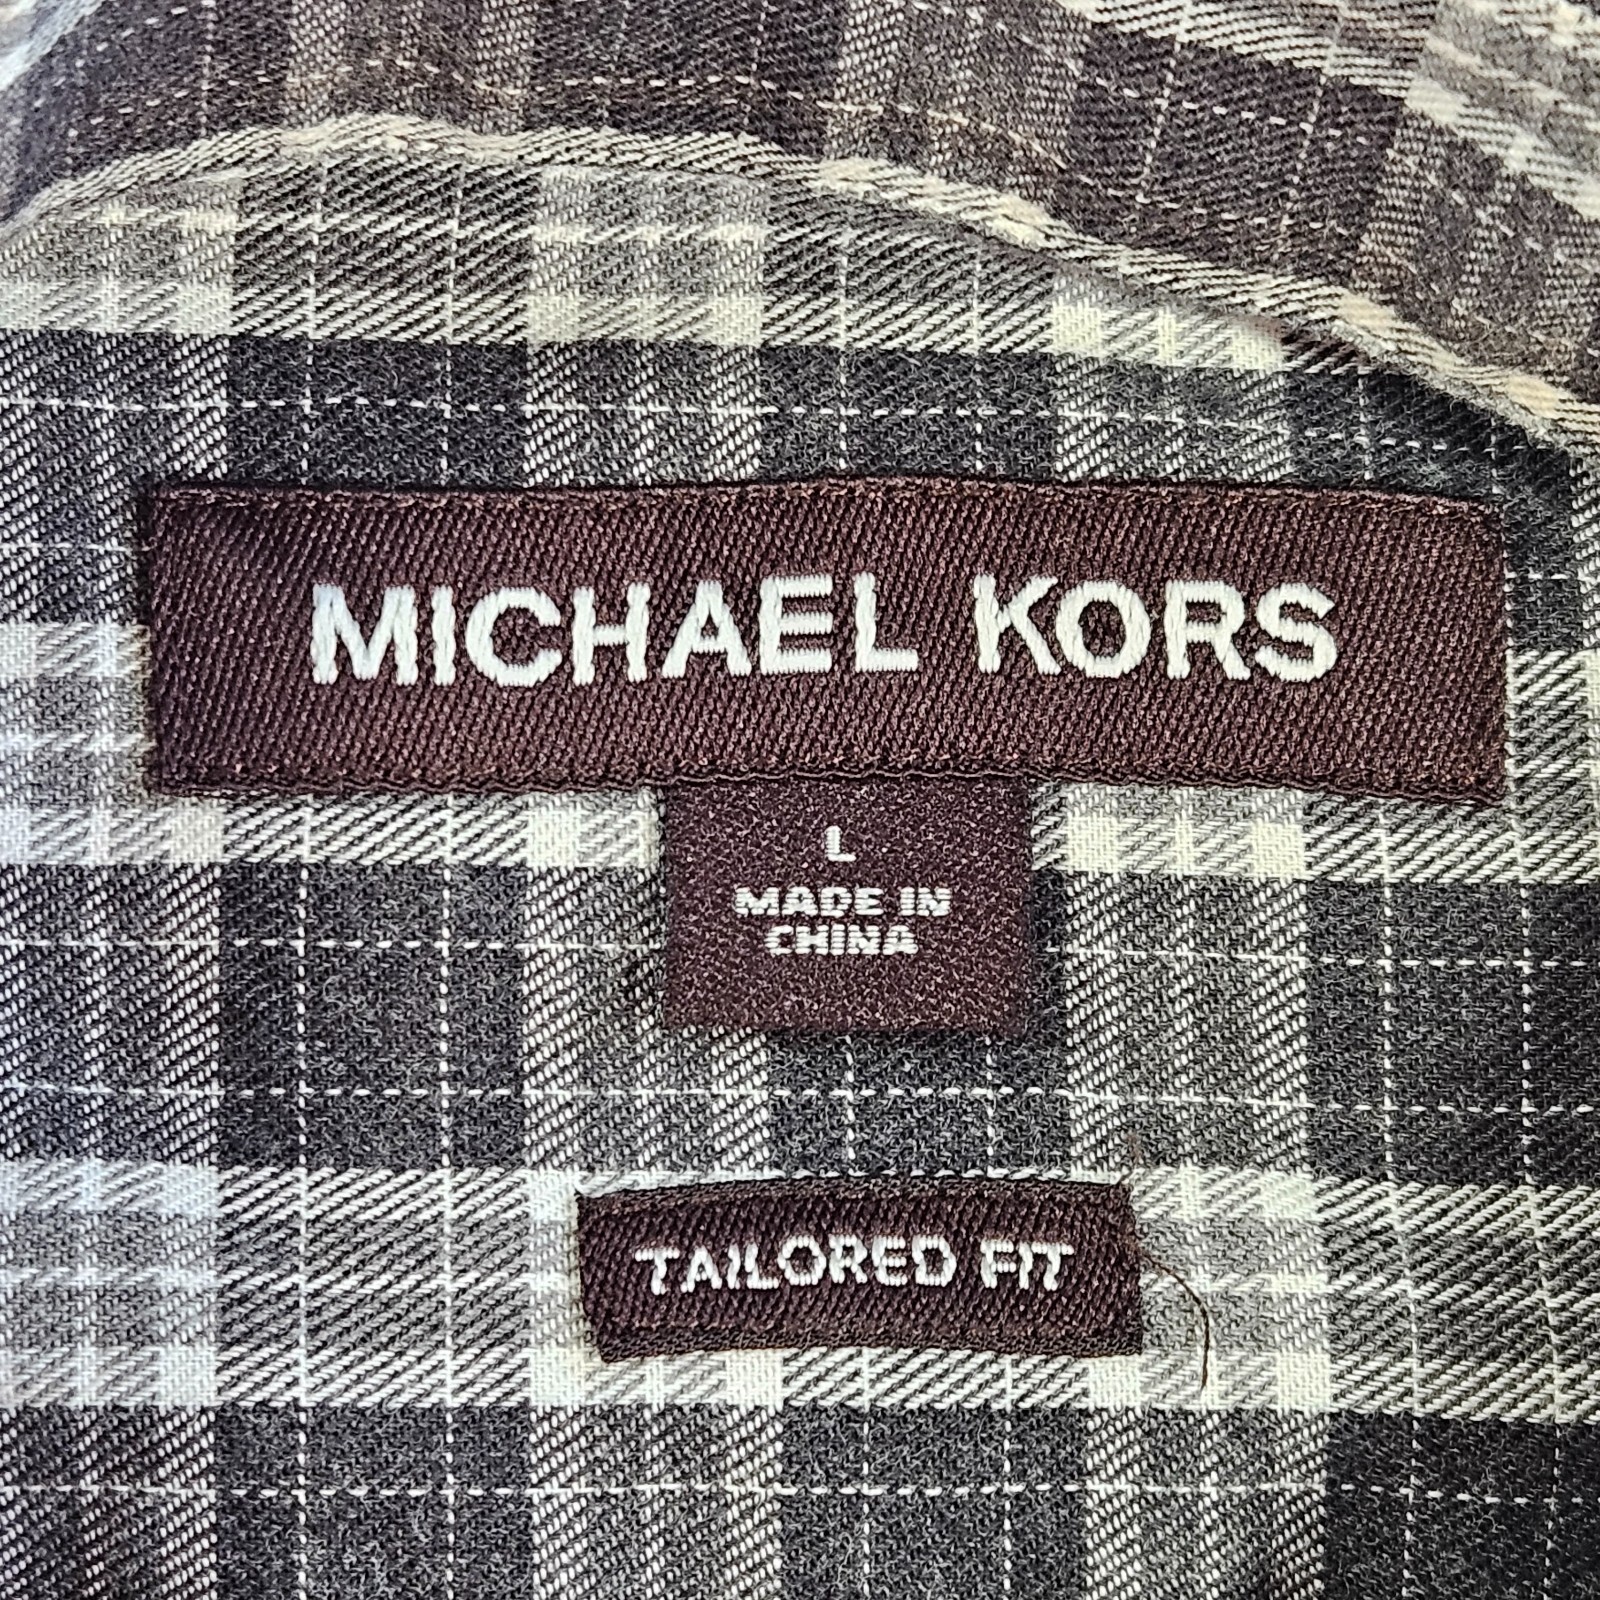 MICHAEL KORS
L
MADE IN
CHINA
TAILORED FIT